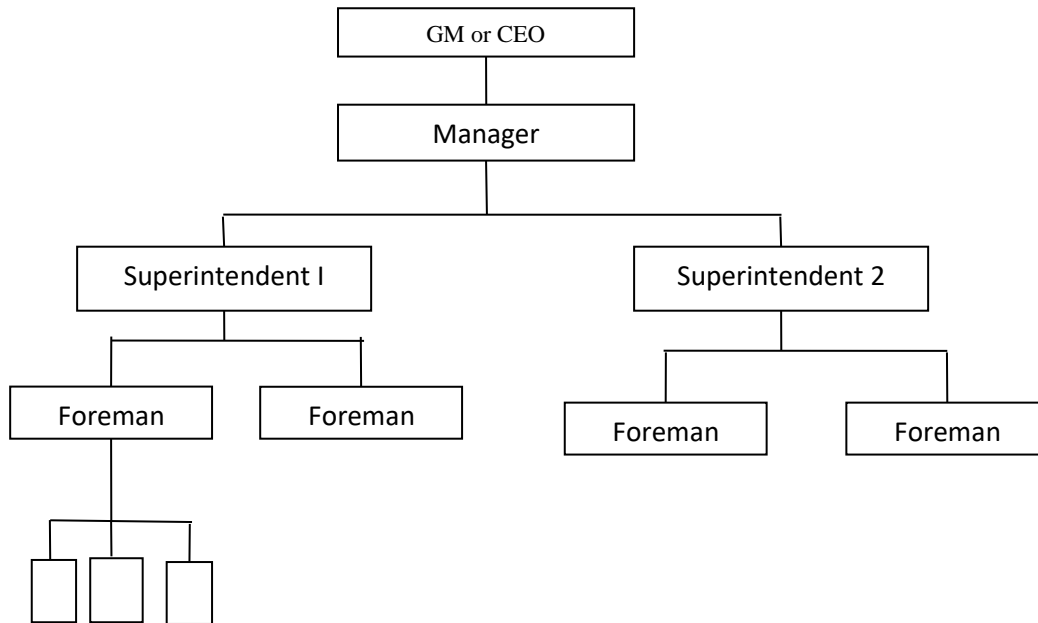 GM or CEO
Manager
Superintendent I
Superintendent 2
Foreman
Foreman
Foreman
Foreman